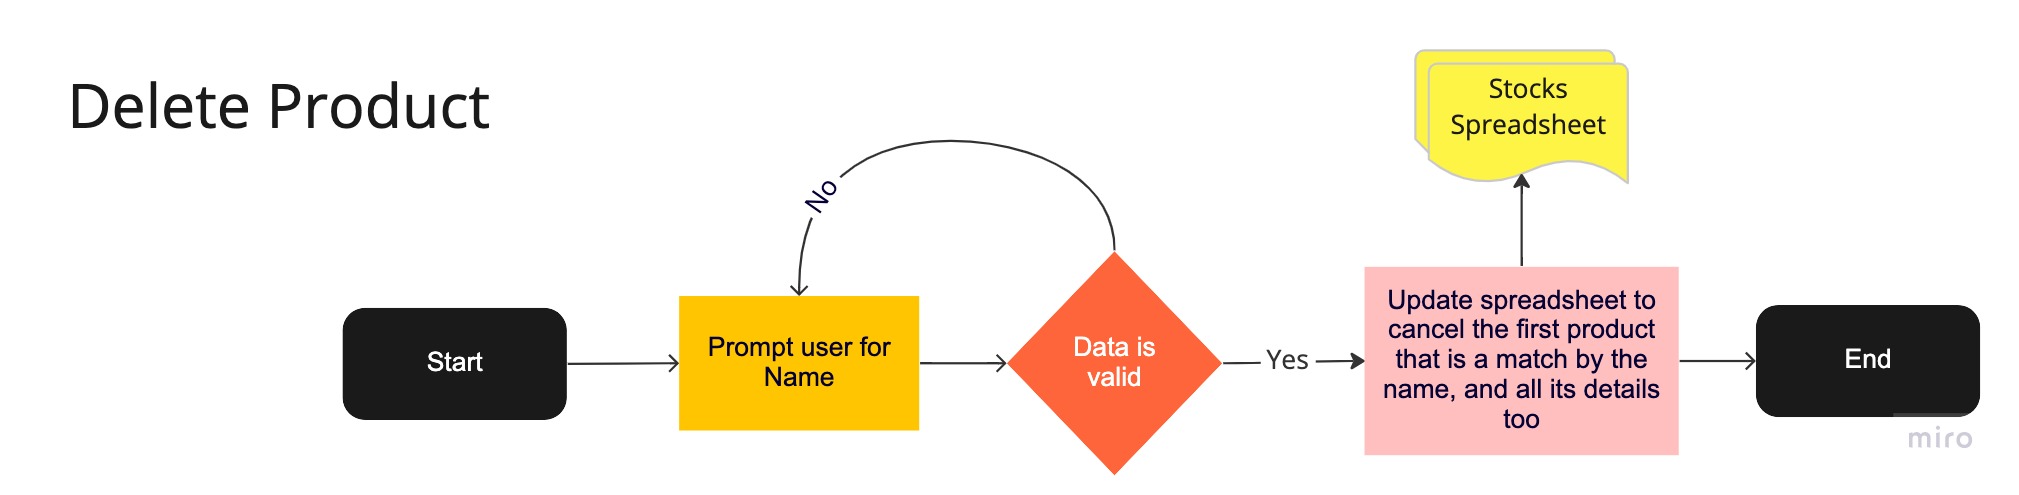 Delete Product
Stocks
Spreadsheet
No
Start
Prompt user for
Name
Data is
valid
Yes
Update spreadsheet to
cancel the first product
that is a match by the
name, and all its details
too
End
miro